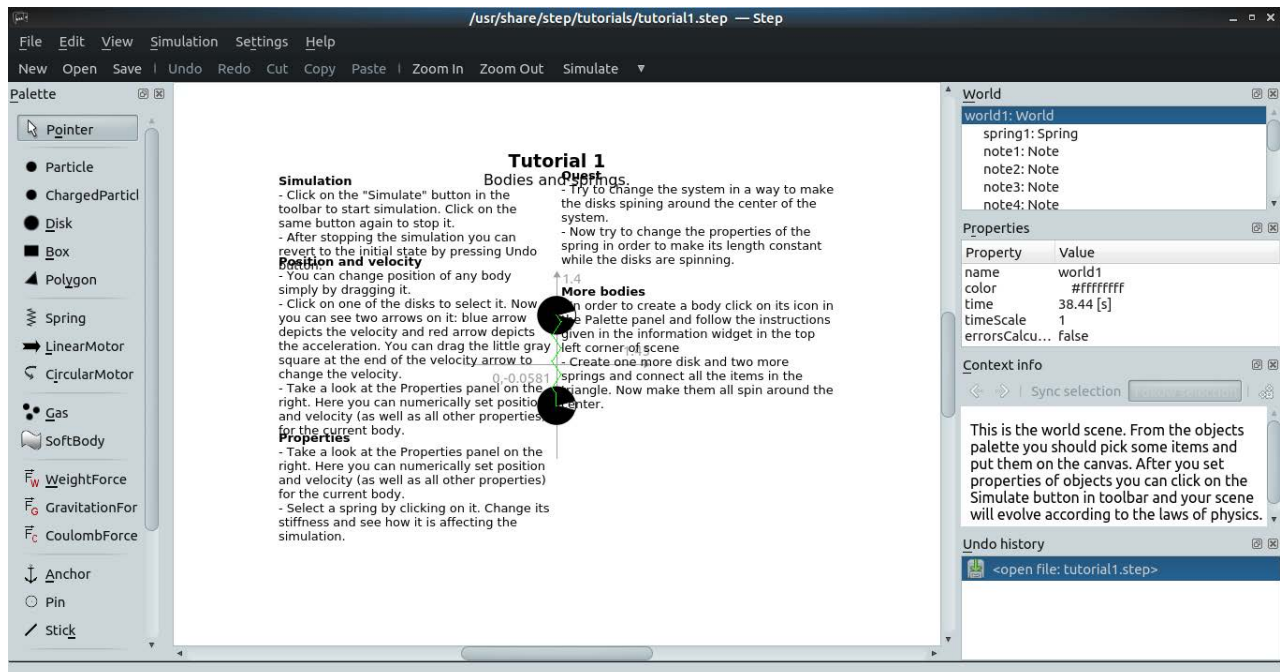 /usr/share/step/tutorials/tutorial1.step — Step
File Edit View Simulation Settings Help
New Open Save Undo Redo Cut Copy Paste Zoom In Zoom Out Simulate
Palette
Pointer
Particle
ChargedParticl
Disk
Box
Polygon
Spring
LinearMotor
CircularMotor
Gas
SoftBody
WeightForce
GravitationFor
CoulombForce
Anchor
Pin
Stick
Tutorial 1
Bodies and springs.
Simulation
- Click on the "Simulate" button in the
toolbar to start simulation. Click on the
same button again to stop it.
- After stopping the simulation you can
revert to the initial state by pressing Undo
button.
Position and velocity
- You can change position of any body
simply by dragging it.
- Click on one of the disks to select it. Now
you can see two arrows on it: blue arrow
depicts the velocity and red arrow depicts
the acceleration. You can drag the little gray
square at the end of the velocity arrow to
change the velocity.
- Take a look at the Properties panel on the
right. Here you can numerically set position
and velocity (as well as all other properties)
for the current body.
Properties
- Take a look at the Properties panel on the
right. Here you can numerically set position
and velocity (as well as all other properties)
for the current body.
- Select a spring by clicking on it. Change its
stiffness and see how it is affecting the
simulation.
Quest
- Try to change the system in a way to make
the disks spining around the center of the
system.
- Now try to change the properties of the
spring in order to make its length constant
while the disks are spinning.
1.4
More bodies
order to create a body click on its icon in
Palette panel and follow the instructions
given in the information widget in the top
left corner of scene
- Create one more disk and two more
springs and connect all the items in the
triangle. Now make them all spin around the
center.
0,-0.0581
World
world1: World
spring1: Spring
note1: Note
note2: Note
note3: Note
note4: Note
Properties
Property Value
name world1
color #ffffffff
time 38.44 [s]
timeScale 1
errorsCalcu... false
Context info
Sync selection
This is the world scene. From the objects
palette you should pick some items and
put them on the canvas. After you set
properties of objects you can click on the
Simulate button in toolbar and your scene
will evolve according to the laws of physics.
Undo history
<open file: tutorial1.step>